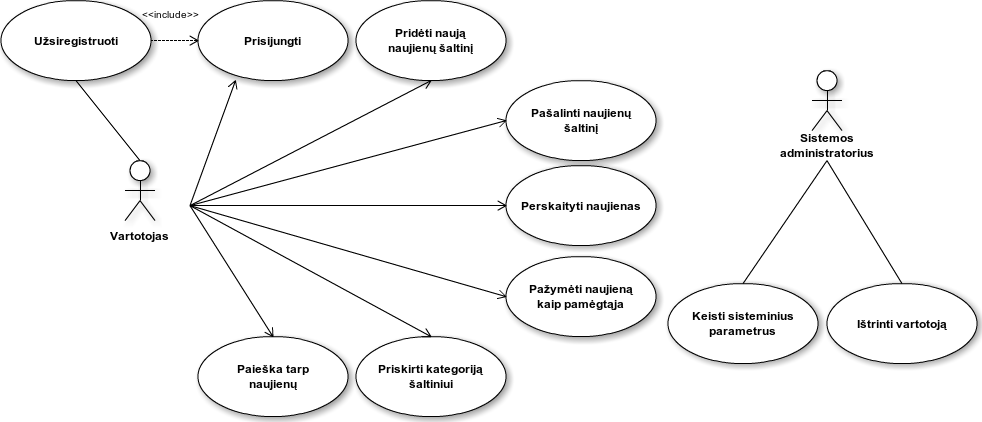 <<include>>
Užsiregistruoti
Prisijungti
Pridėti naują
naujienų šaltinį
Pašalinti naujienų
šaltinį
Perskaityti naujienas
Pažymėti naujieną
kaip pamėgtąja
Vartotojas
Paieška tarp
naujienų
Priskirti kategoriją
šaltiniui
Sistemos
administratorius
Keisti sisteminius
parametrus
Ištrinti vartotoją